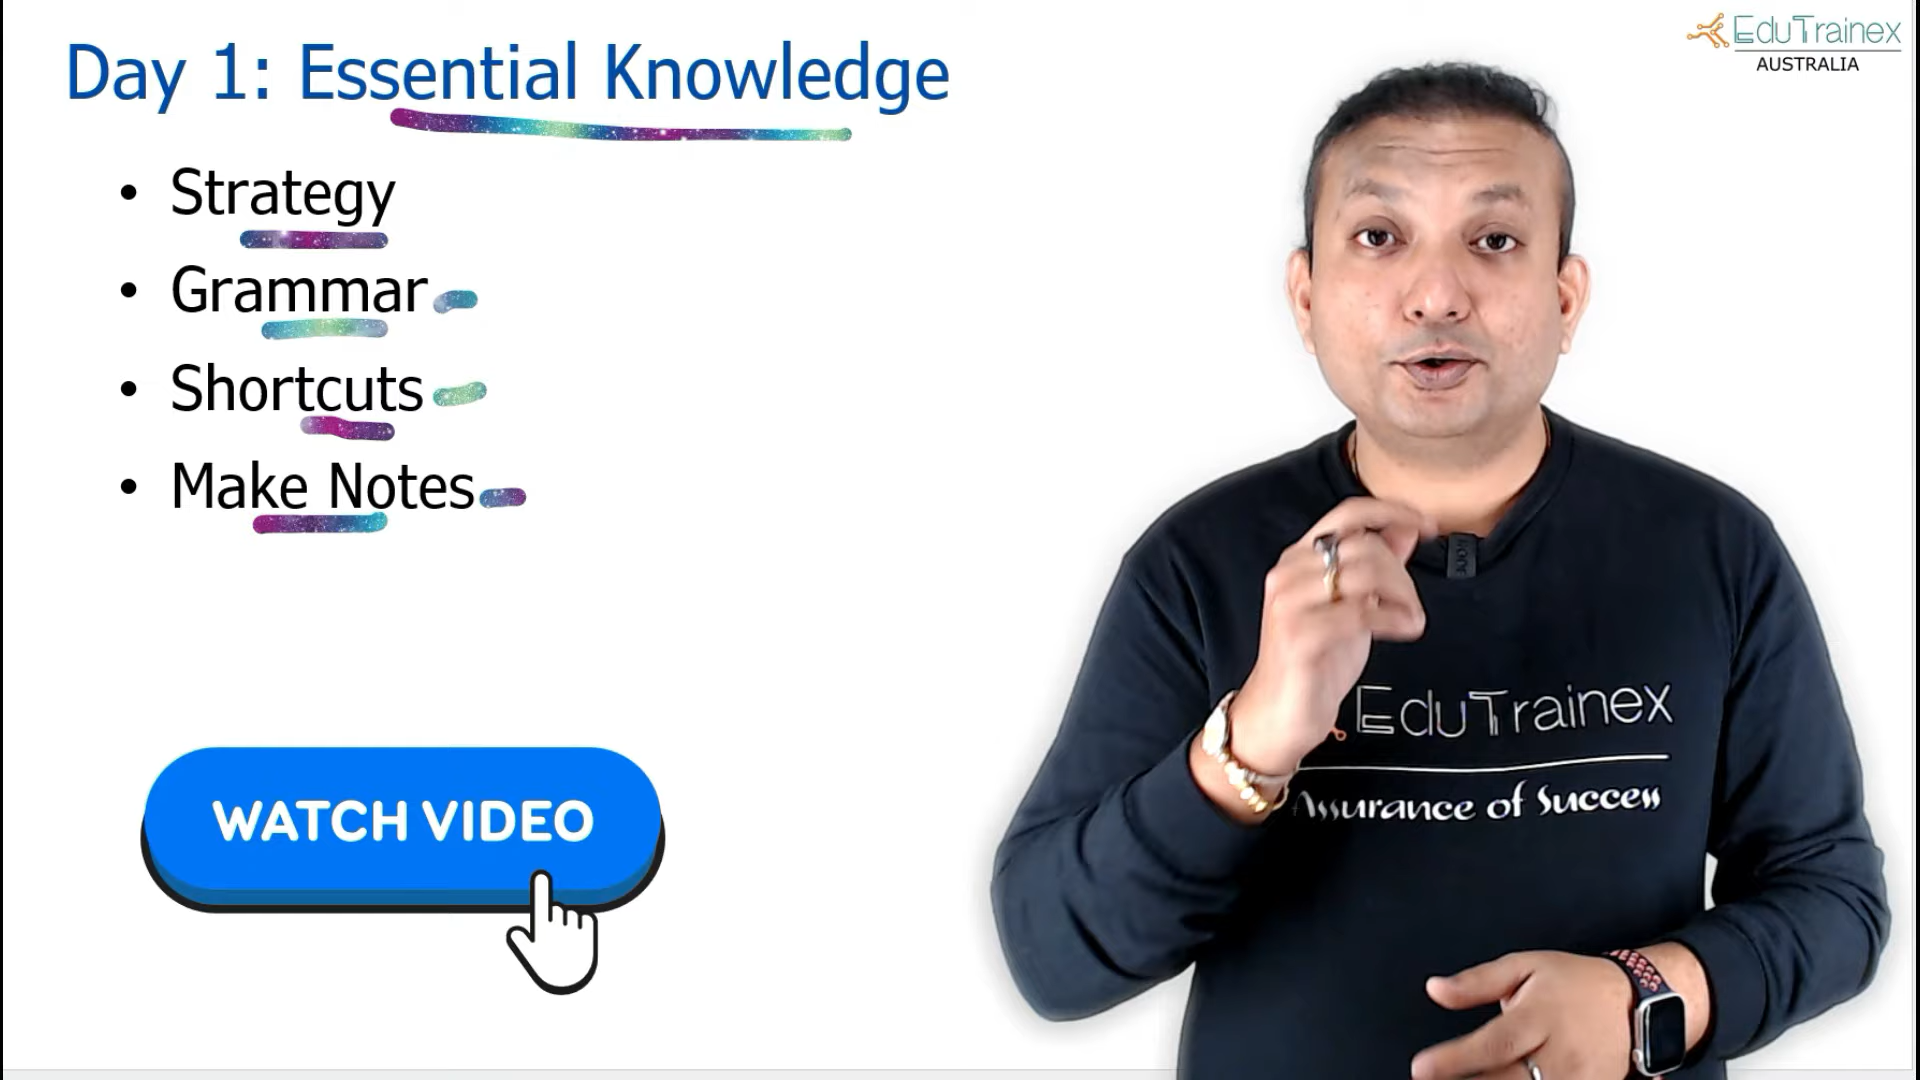 Day 1: Essential Knowledge
EduTrainex
AUSTRALIA
• Strategy
• Grammar
• Shortcuts
• Make Notes
WATCH VIDEO
EduTrainex
Assurance of Success